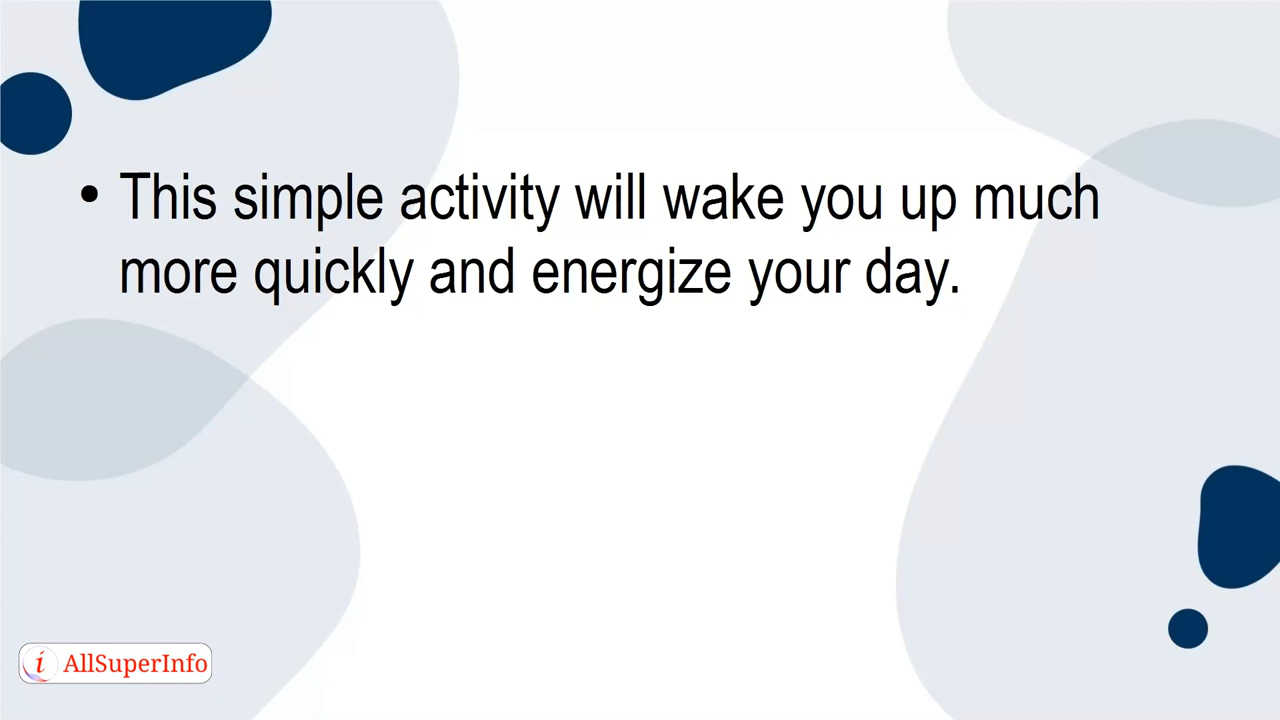 • This simple activity will wake you up much
more quickly and energize your day.
i AllSuperInfo